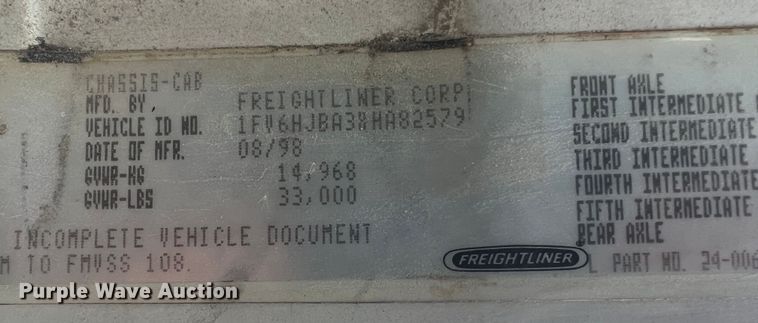 CHASSIS-CAB
MFD. BY, FREIGHTLINER CORP
VEHICLE ID NO. 1FV6HJBA3XHA82579
DATE OF MFR. 08/98
GVWR-KG 14,968
GVWR-LBS 33,000
INCOMPLETE VEHICLE DOCUMENT
M TO FMVSS 108.
FRONT AXLE
FIRST INTERMEDIATE
SECOND INTERMEDIATE
THIRD INTERMEDIATE
FOURTH INTERMEDIATE
FIFTH INTERMEDIATE
REAR AXLE
FREIGHTLINER
L PART NO. 24-006
Purple Wave Auction